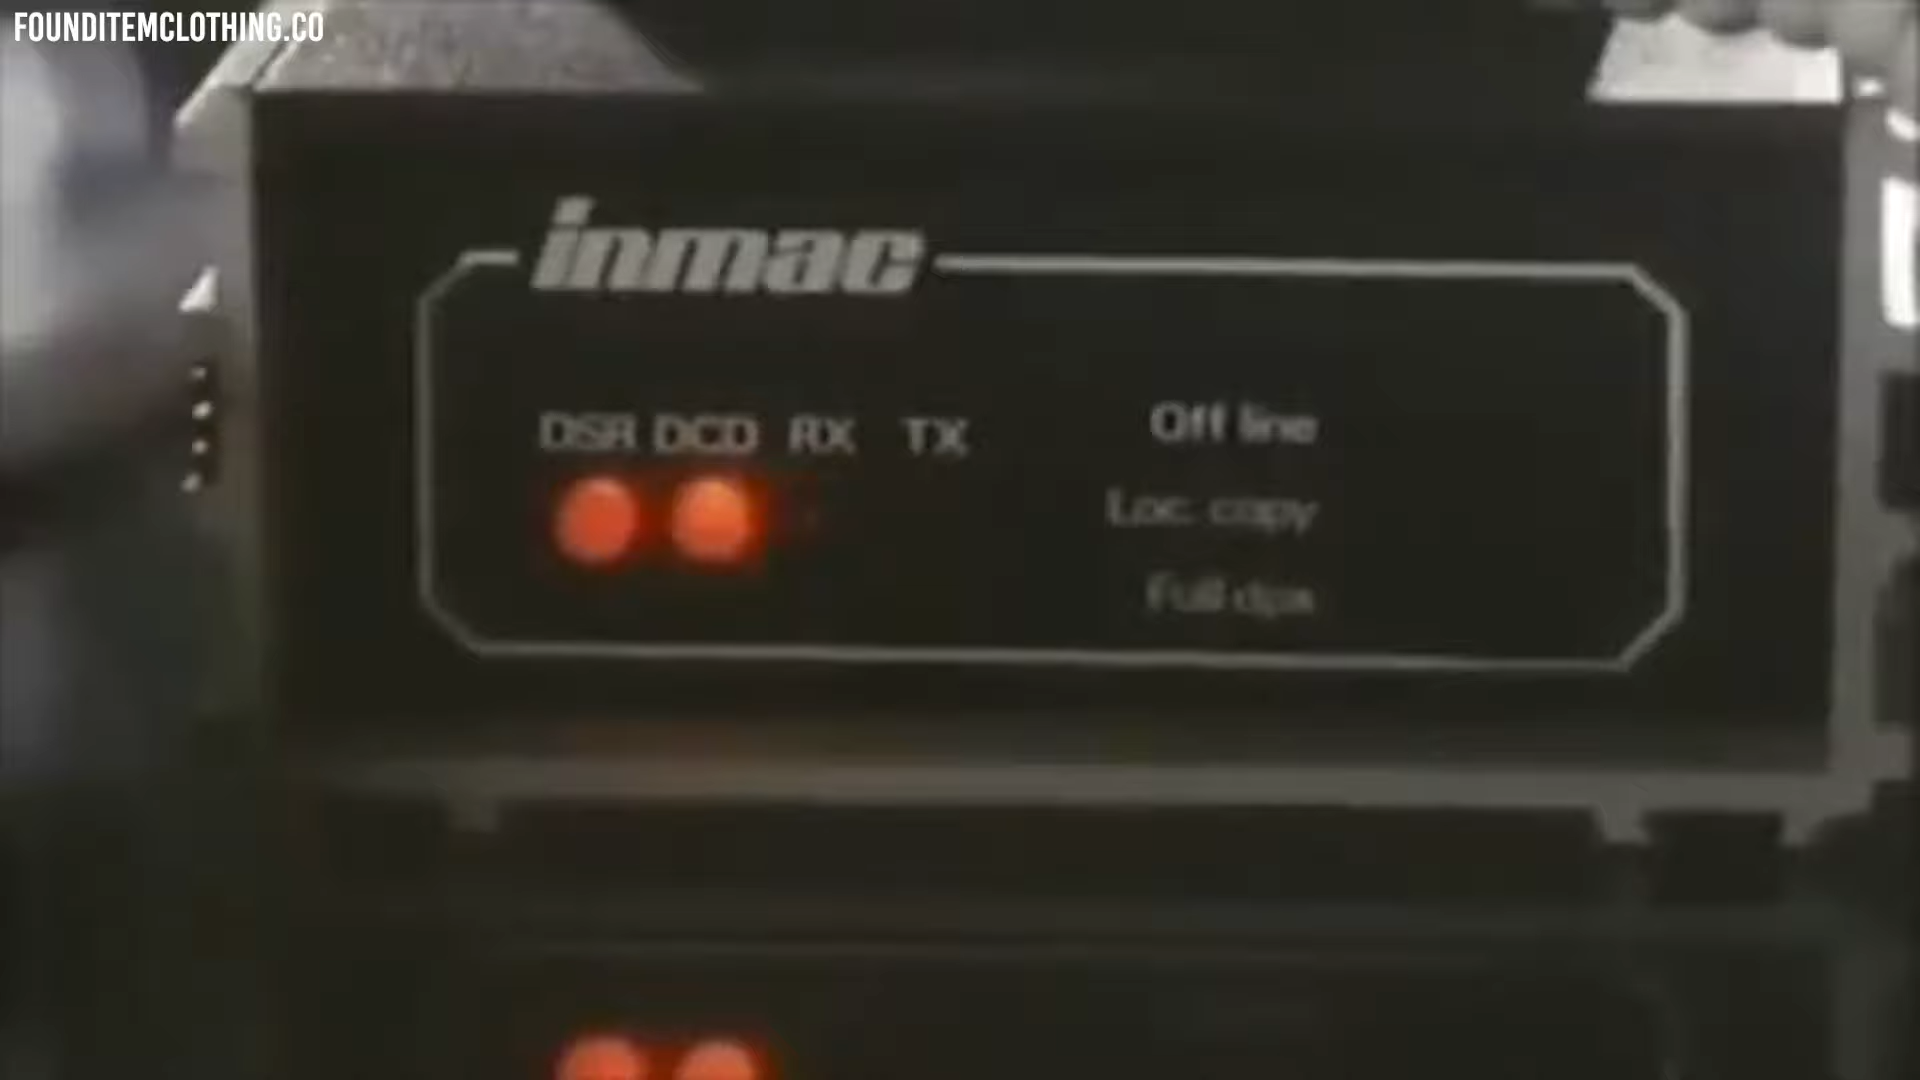 FOUNDITEMCLOTHING.CO
inmac
DSR DCD RX TX
Off line
Loc. copy
Full dpx